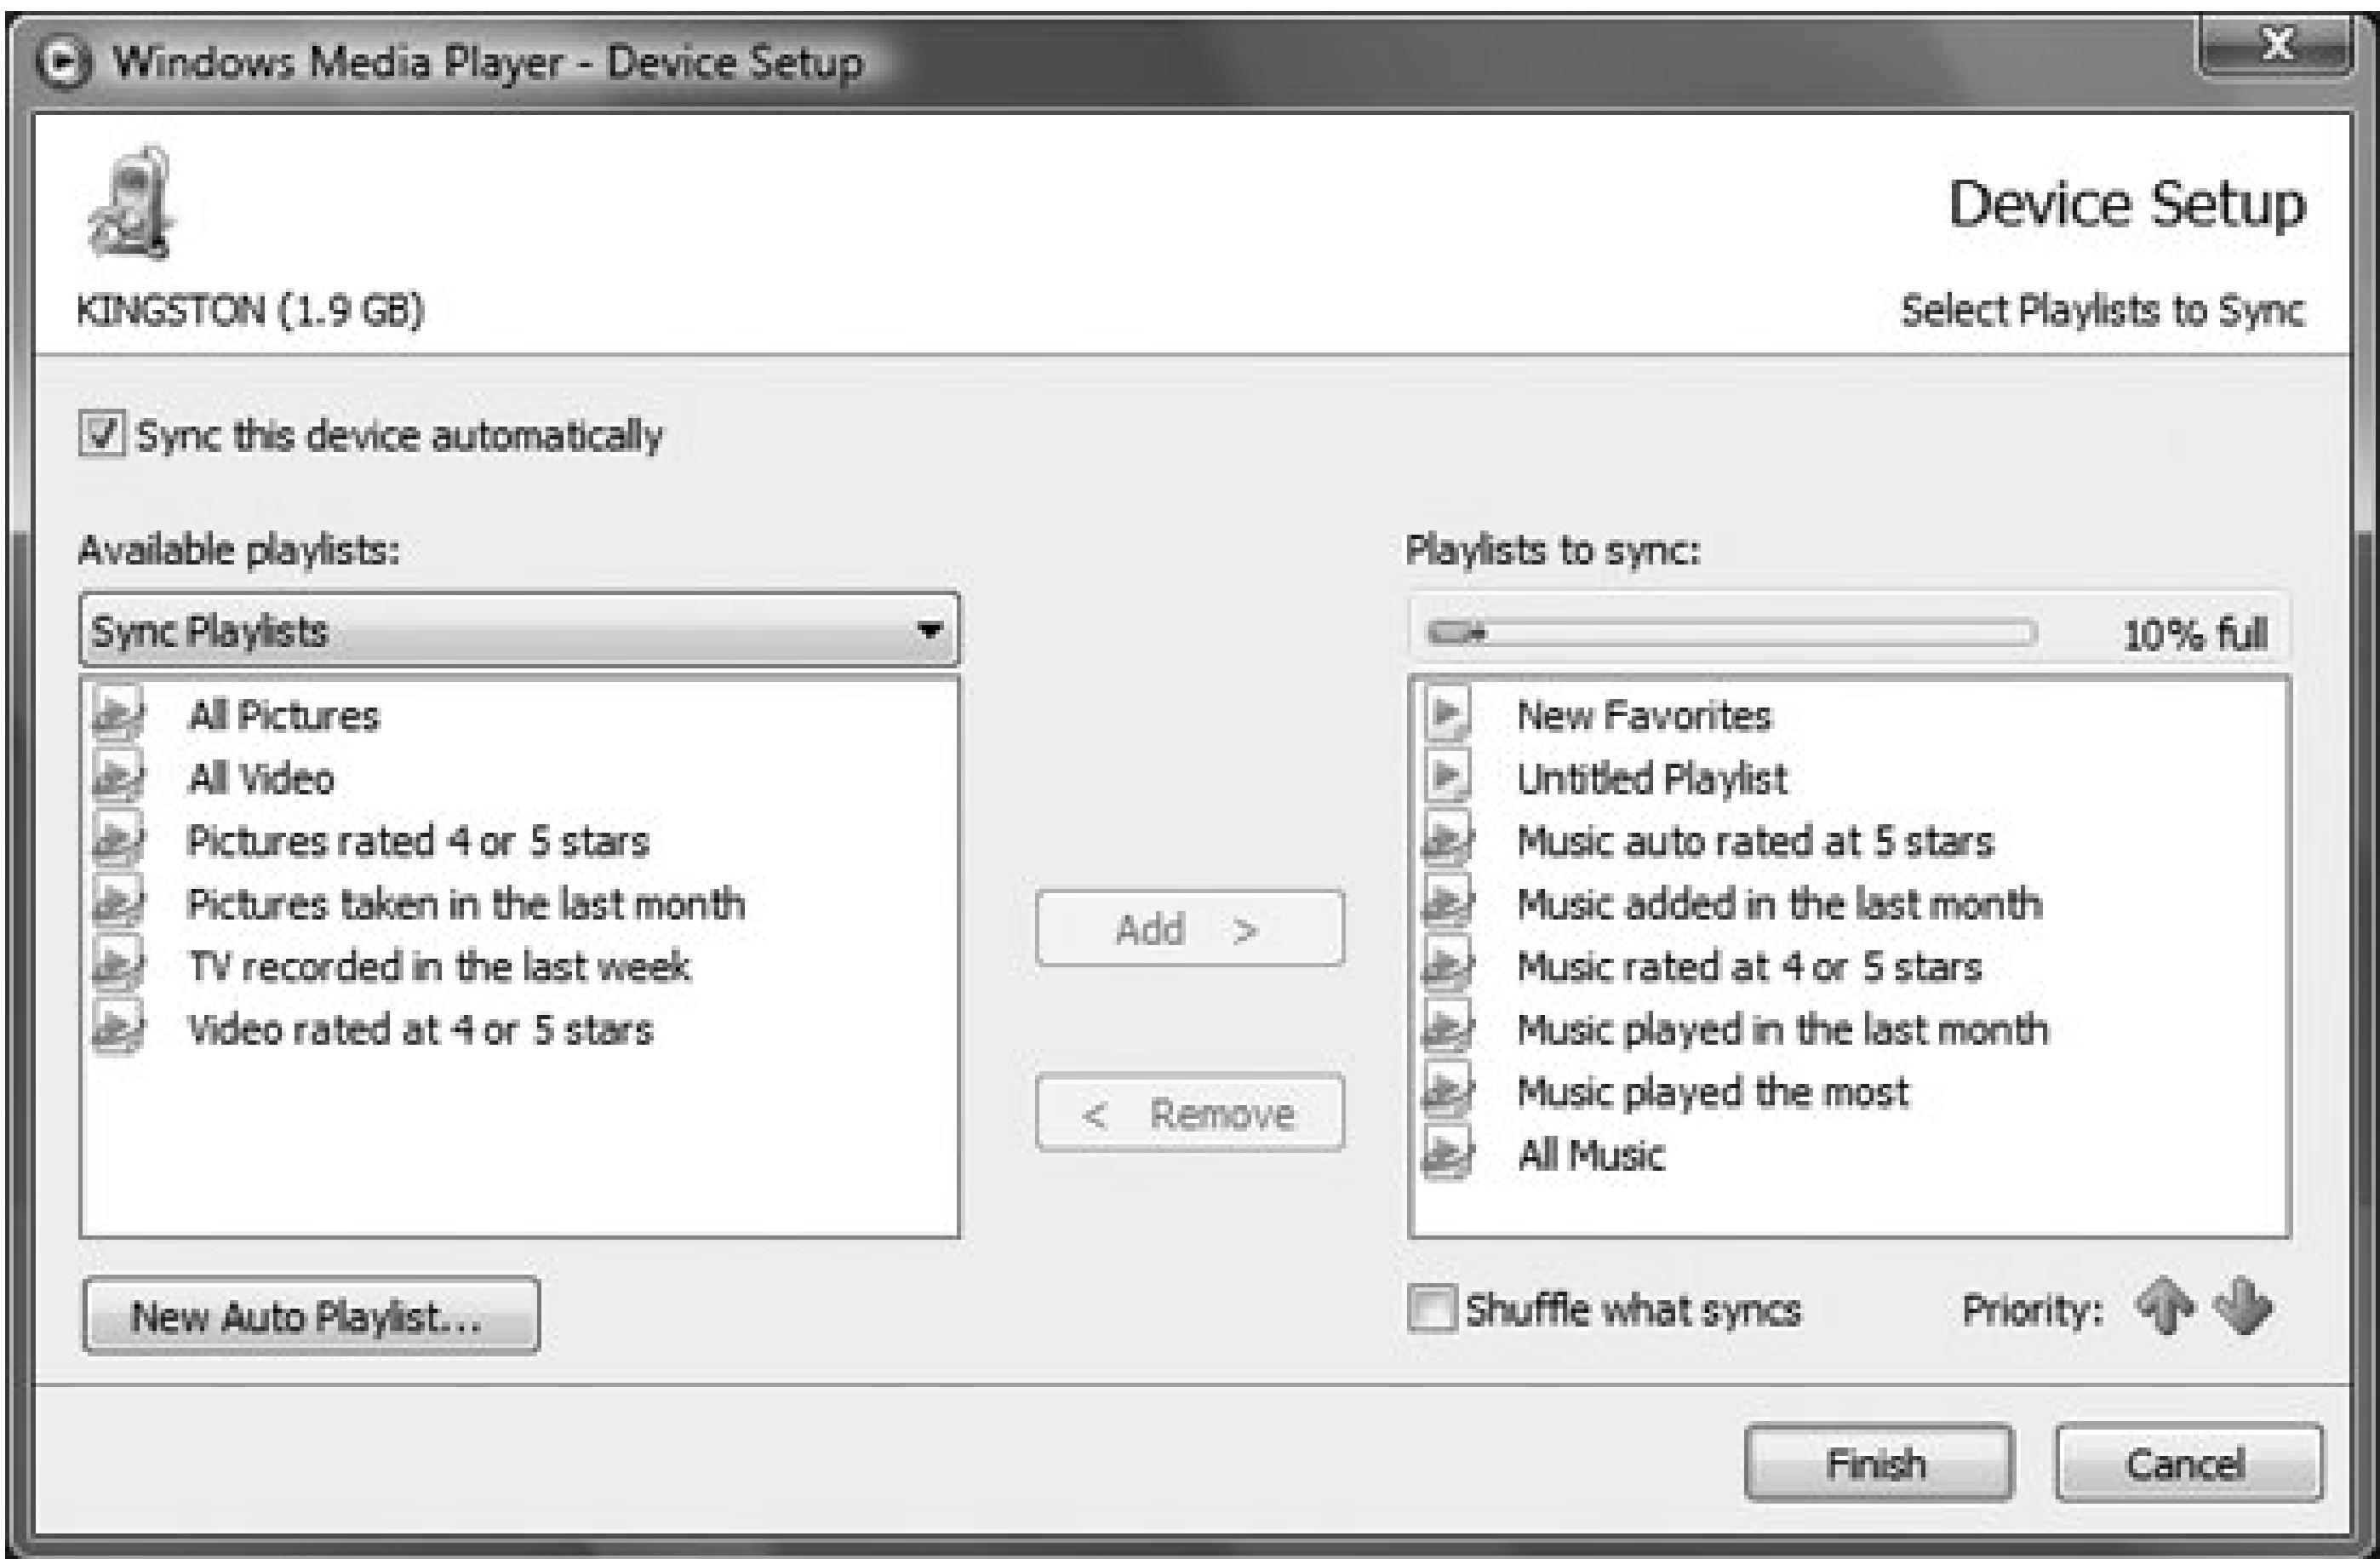 Windows Media Player - Device Setup
Device Setup
KINGSTON (1.9 GB)
Select Playlists to Sync
Sync this device automatically
Available playlists:
Sync Playlists
All Pictures
All Video
Pictures rated 4 or 5 stars
Pictures taken in the last month
TV recorded in the last week
Video rated at 4 or 5 stars
New Auto Playlist...
Add >
< Remove
Playlists to sync:
10% full
New Favorites
Untitled Playlist
Music auto rated at 5 stars
Music added in the last month
Music rated at 4 or 5 stars
Music played in the last month
Music played the most
All Music
Shuffle what syncs
Priority:
Finish
Cancel